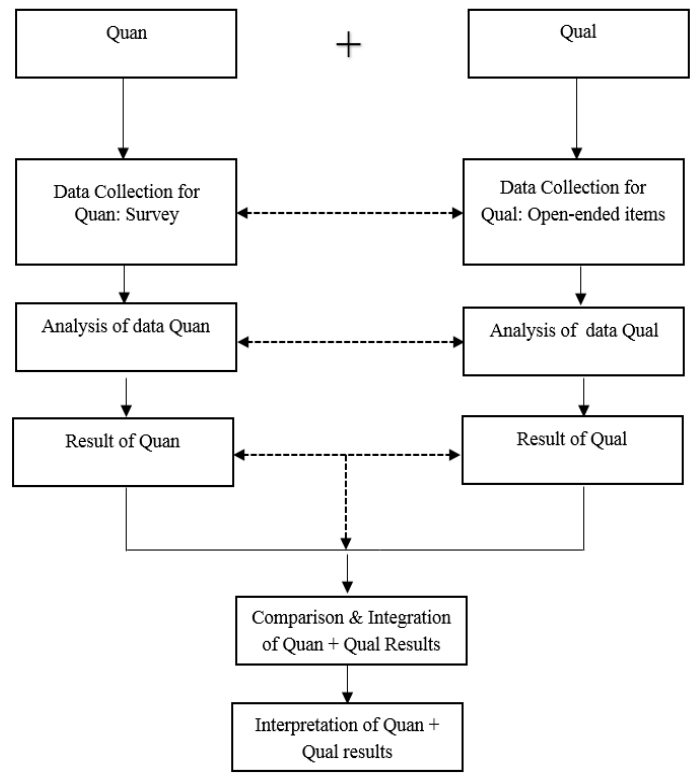 Quan
+
Qual
Data Collection for
Quan: Survey
Data Collection for
Qual: Open-ended items
Analysis of data Quan
Analysis of  data Qual
Result of Quan
Result of Qual
Comparison & Integration
of Quan + Qual Results
Interpretation of Quan +
Qual results